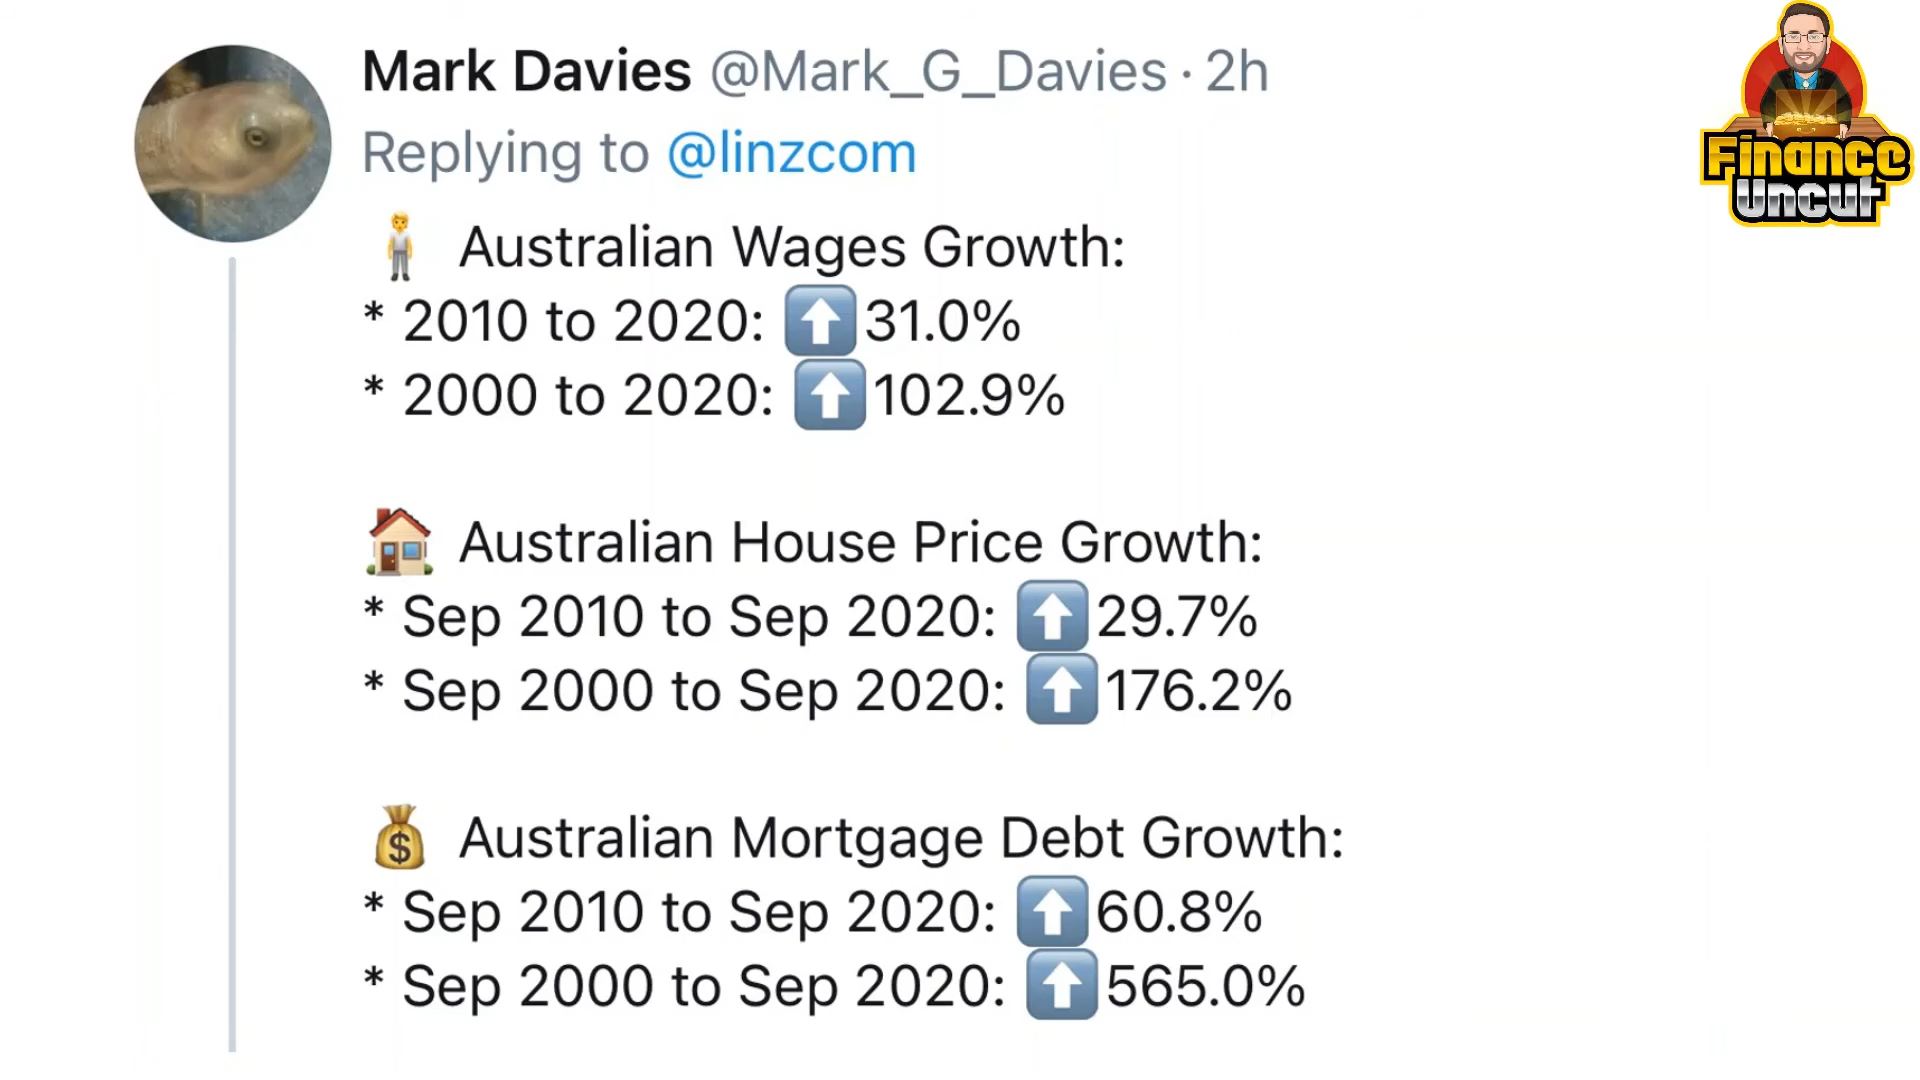 Mark Davies @Mark_G_Davies · 2h
Replying to @linzcom
Australian Wages Growth:
* 2010 to 2020: ⬆️31.0%
* 2000 to 2020: ⬆️102.9%
Australian House Price Growth:
* Sep 2010 to Sep 2020: ⬆️29.7%
* Sep 2000 to Sep 2020: ⬆️176.2%
Australian Mortgage Debt Growth:
* Sep 2010 to Sep 2020: ⬆️60.8%
* Sep 2000 to Sep 2020: ⬆️565.0%
Finance
Uncut